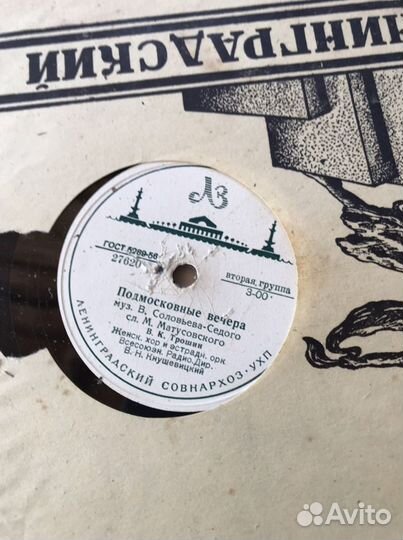 НИНГРАДСКИЙ
ЛЗ
ГОСТ 5289-56
27620
вторая группа
3-00
Подмосковные вечера
муз. В. Соловьева-Седого
сл. М. Матусовского
В. К. Трошин
Женск. хор и эстрадн. орк
Всесоюзн. Радио. Дир.
В. Н. Кнушевицкий
ЛЕНИНГРАДСКИЙ СОВНАРХОЗ·УХП
Avito